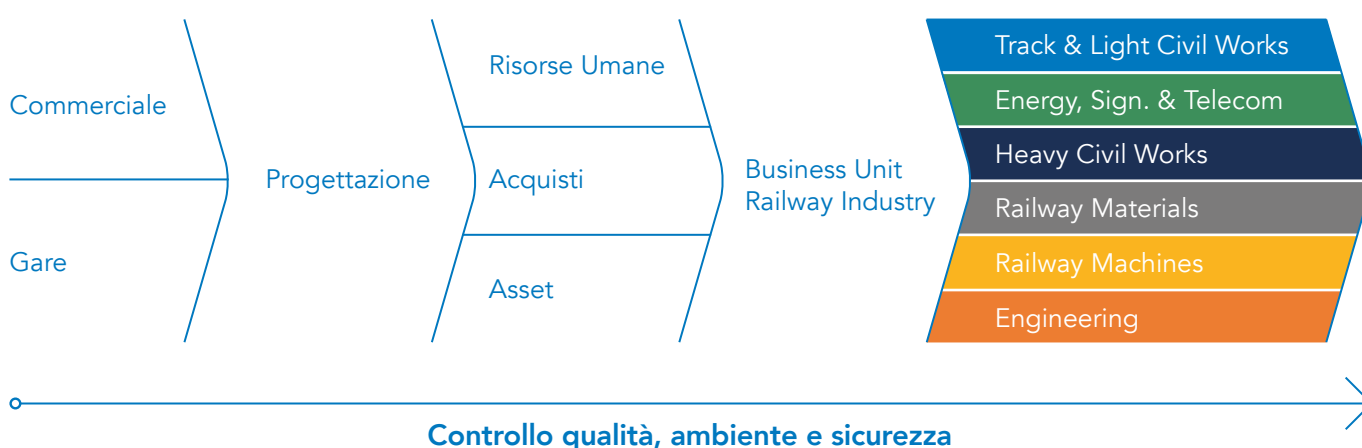 Commerciale
Gare
Progettazione
Risorse Umane
Acquisti
Asset
Business Unit
Railway Industry
Track & Light Civil Works
Energy, Sign. & Telecom
Heavy Civil Works
Railway Materials
Railway Machines
Engineering
Controllo qualità, ambiente e sicurezza